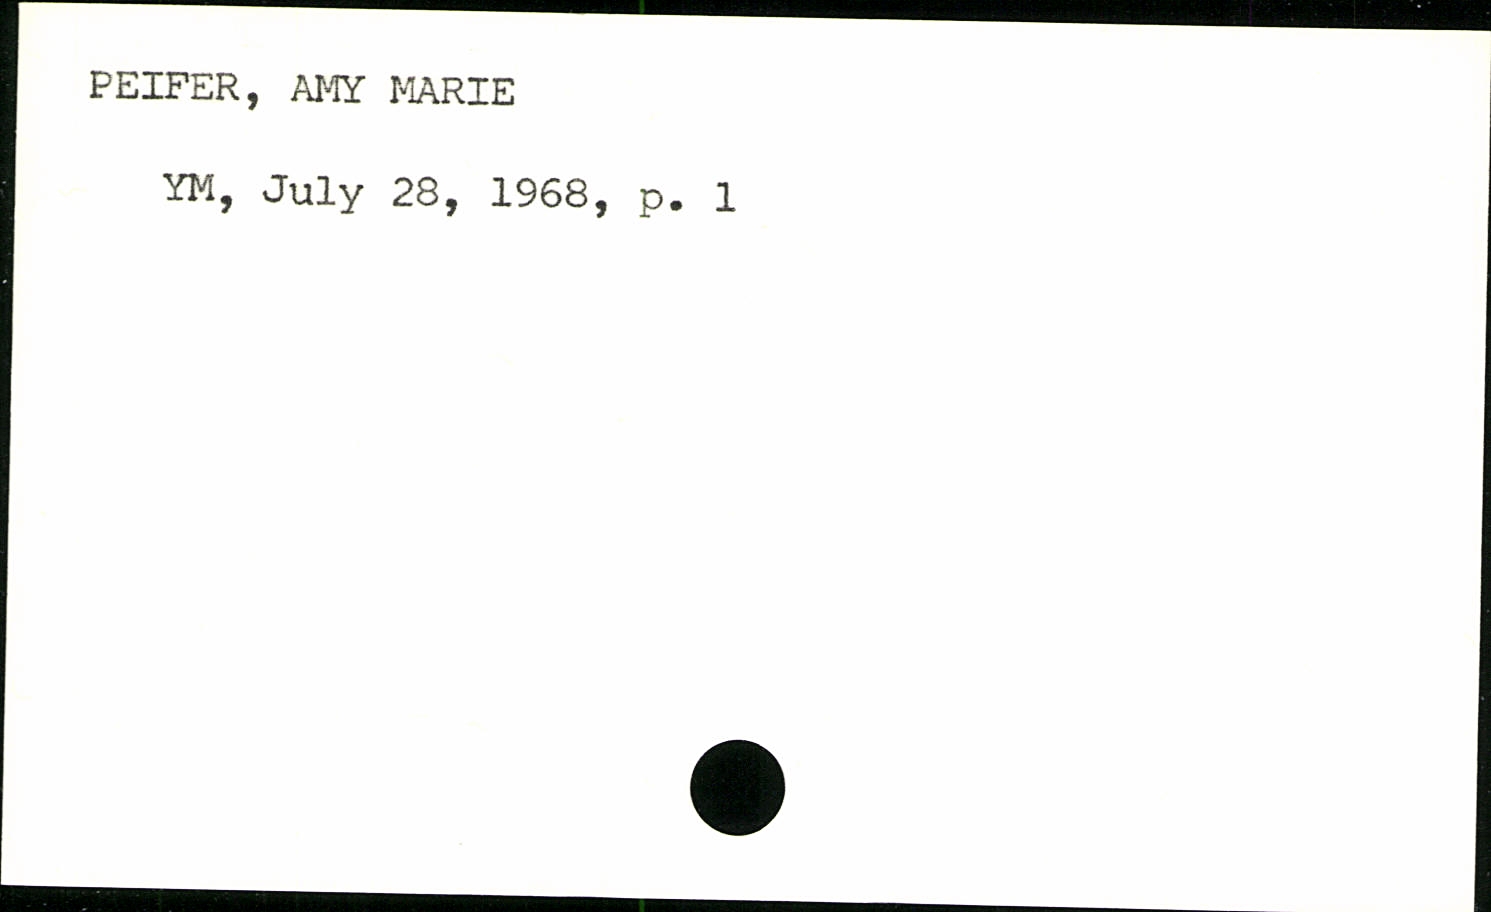 PEIFER, AMY MARIE
YM, July 28, 1968, p. 1